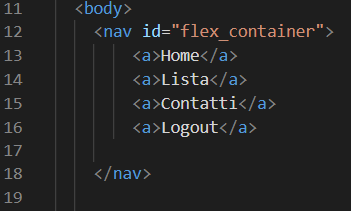 11 <body>
12 <nav id="flex_container">
13 <a>Home</a>
14 <a>Lista</a>
15 <a>Contatti</a>
16 <a>Logout</a>
17
18 </nav>
19